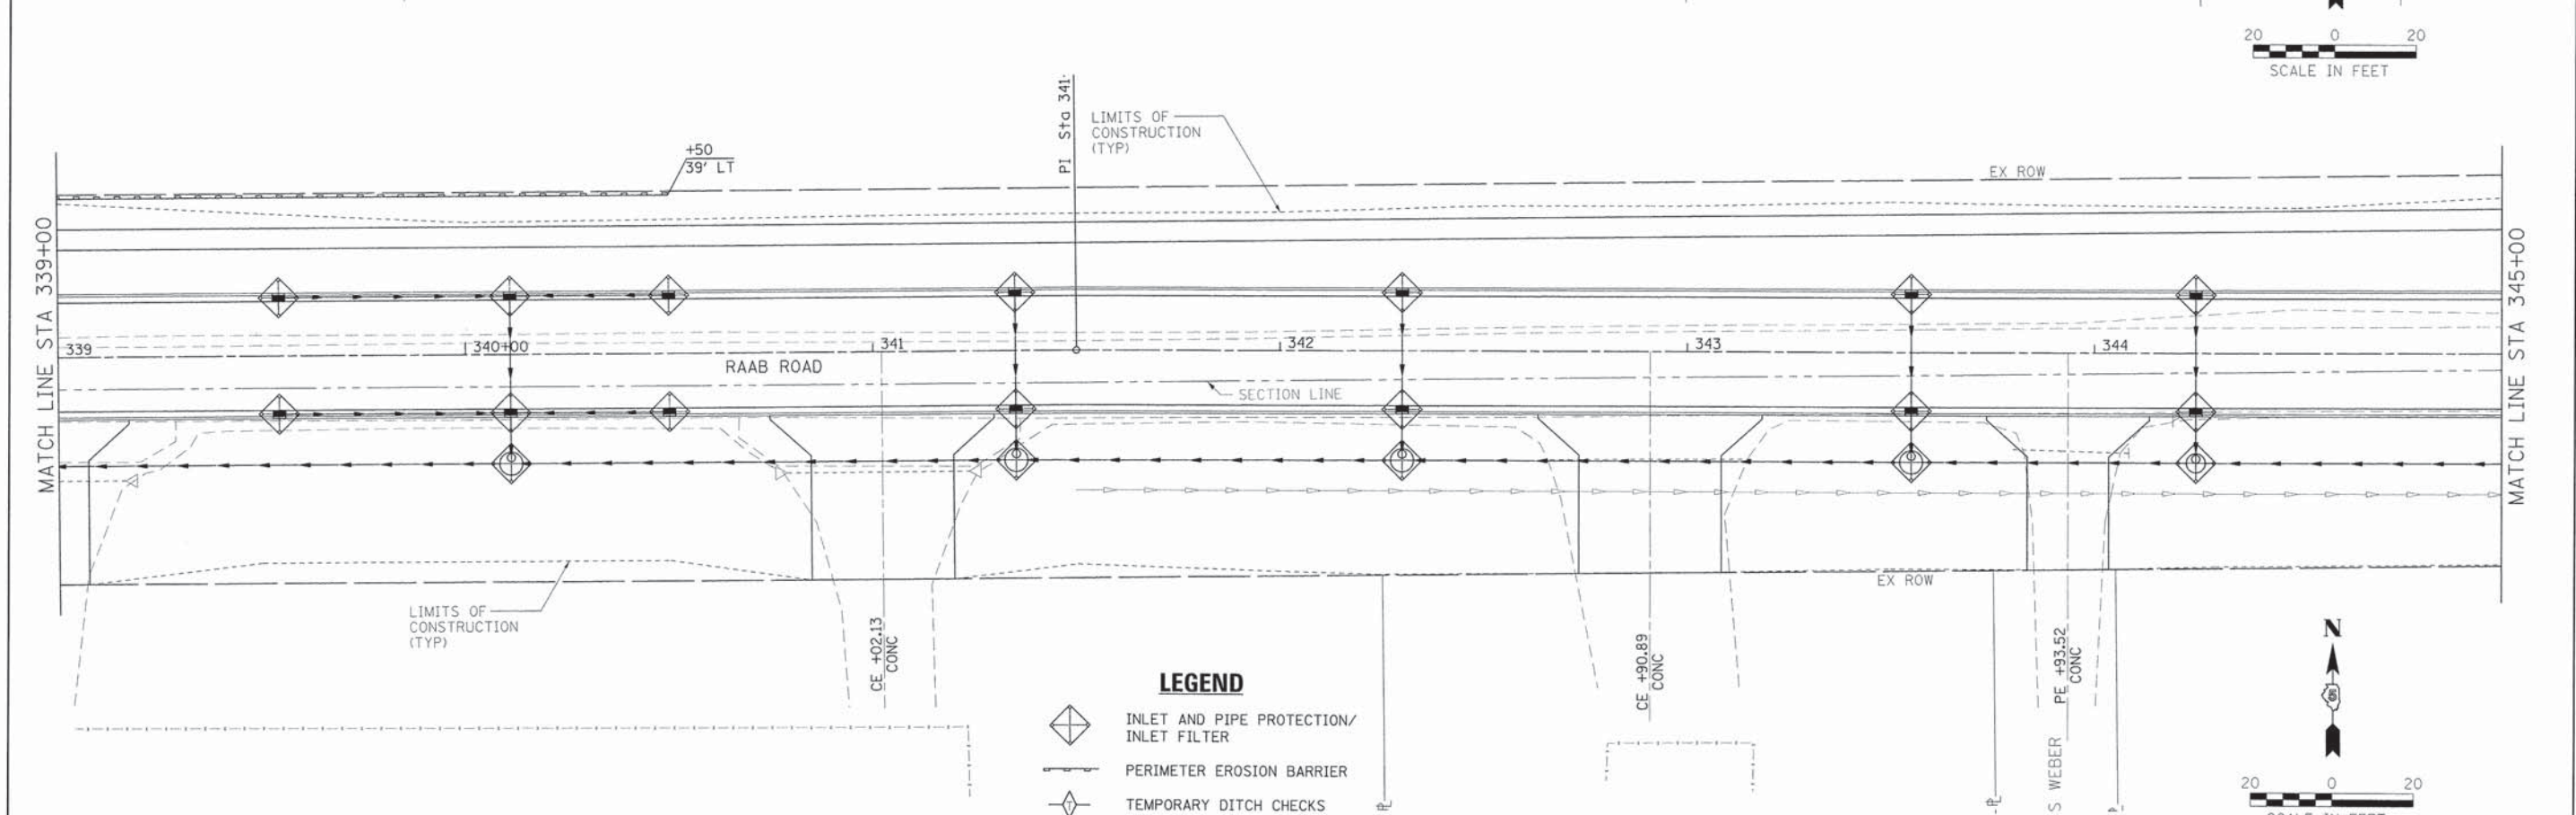 20 0 20
SCALE IN FEET
PI Sta 341
LIMITS OF
CONSTRUCTION
(TYP)
+50
39' LT
EX ROW
MATCH LINE STA 339+00
MATCH LINE STA 345+00
339
340+00
341
342
343
344
RAAB ROAD
SECTION LINE
EX ROW
LIMITS OF
CONSTRUCTION
(TYP)
CE +02.13
CONC
CE +90.89
CONC
PE +93.52
CONC
S WEBER
N
LEGEND
INLET AND PIPE PROTECTION/
INLET FILTER
PERIMETER EROSION BARRIER
T
TEMPORARY DITCH CHECKS
PL
PL
20 0 20